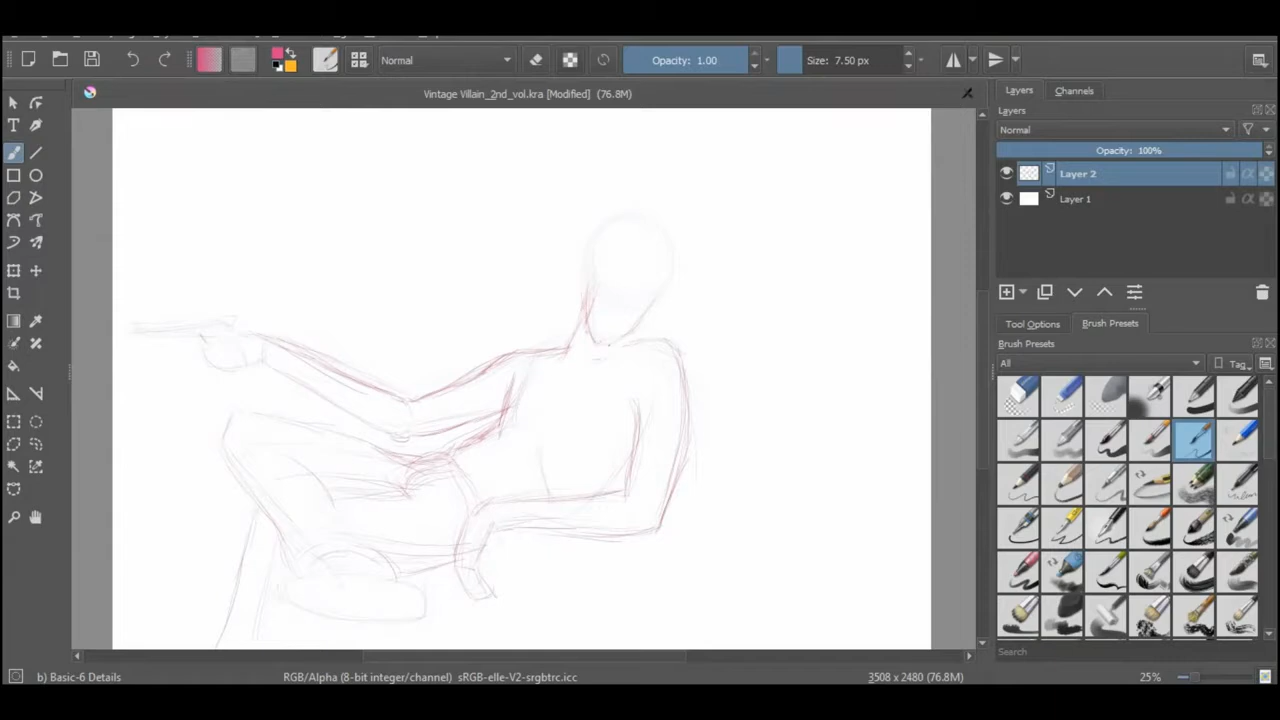 Normal
Opacity: 1.00
Size: 7.50 px
Vintage Villain_2nd_vol.kra [Modified] (76.8M)
Layers
Channels
Layers
Normal
Opacity: 100%
Layer 2
Layer 1
Tool Options
Brush Presets
Brush Presets
All
Tag
Search
b) Basic-6 Details
RGB/Alpha (8-bit integer/channel) sRGB-elle-V2-srgbtrc.icc
3508 x 2480 (76.8M)
25%